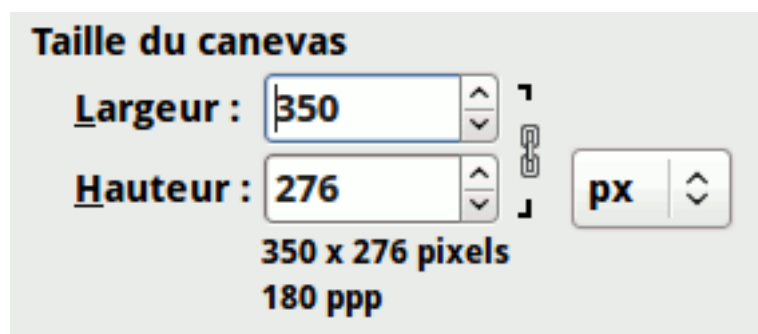 Taille du canevas
Largeur : 350
Hauteur : 276 px
350 x 276 pixels
180 ppp